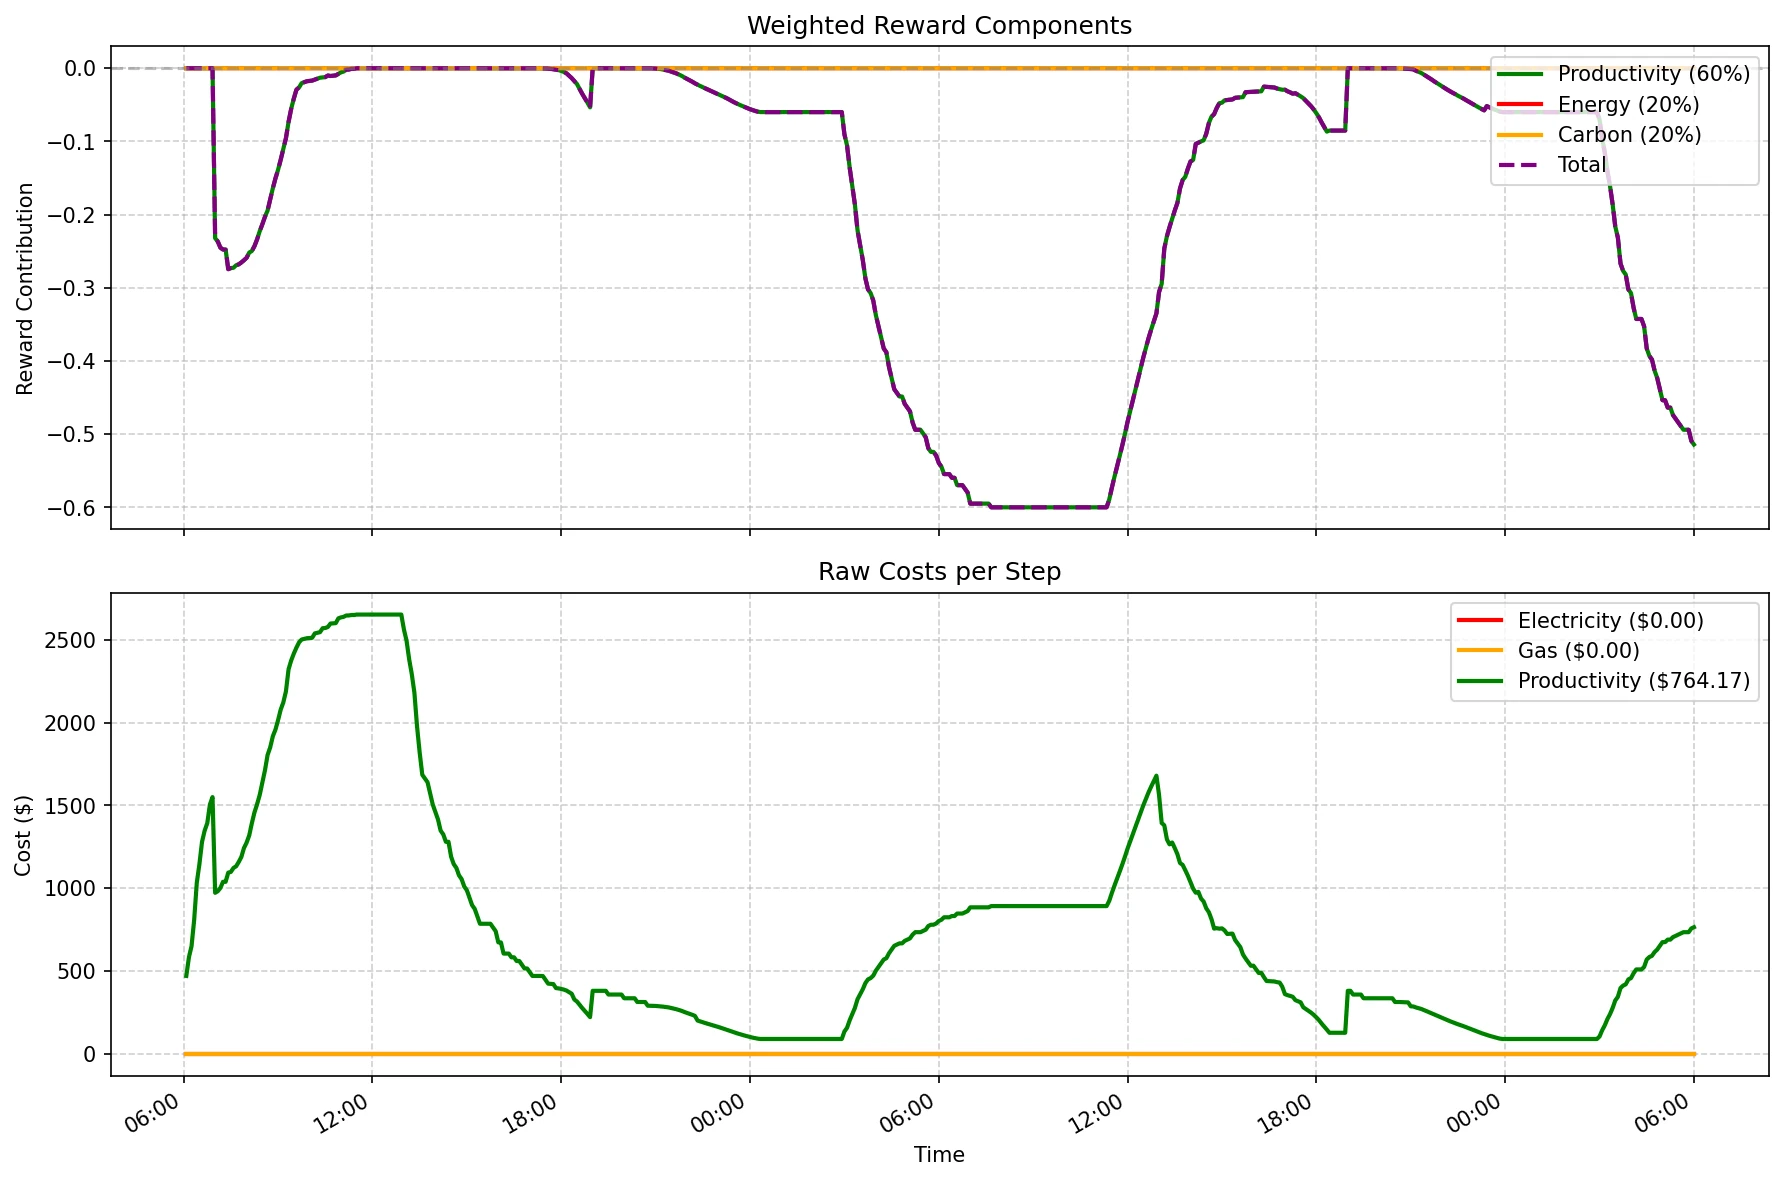 Weighted Reward Components
Reward Contribution
0.0
−0.1
−0.2
−0.3
−0.4
−0.5
−0.6
Productivity (60%)
Energy (20%)
Carbon (20%)
Total
Raw Costs per Step
Cost ($)
2500
2000
1500
1000
500
0
Electricity ($0.00)
Gas ($0.00)
Productivity ($764.17)
06:00
12:00
18:00
00:00
06:00
12:00
18:00
00:00
06:00
Time